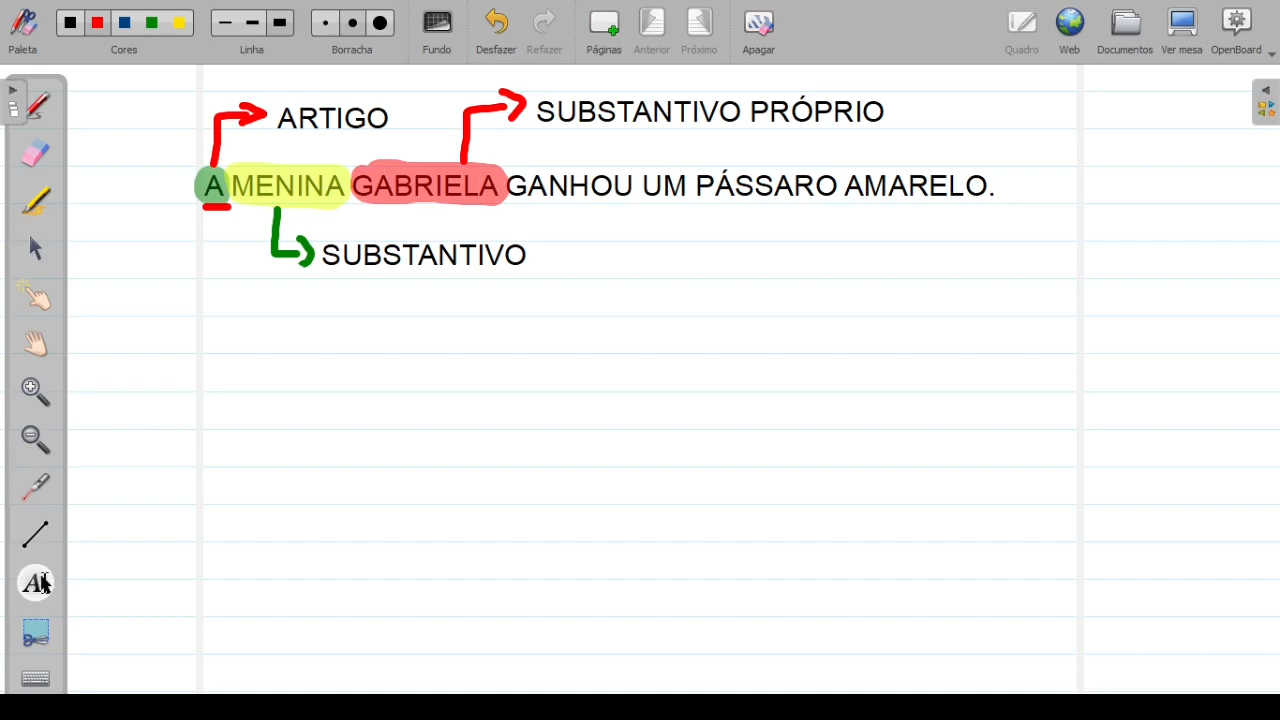 Paleta Cores Linha Borracha Fundo Desfazer Refazer Páginas Anterior Próximo Apagar Quadro Web Documentos Ver mesa OpenBoard
ARTIGO
SUBSTANTIVO PRÓPRIO
A MENINA GABRIELA GANHOU UM PÁSSARO AMARELO.
SUBSTANTIVO